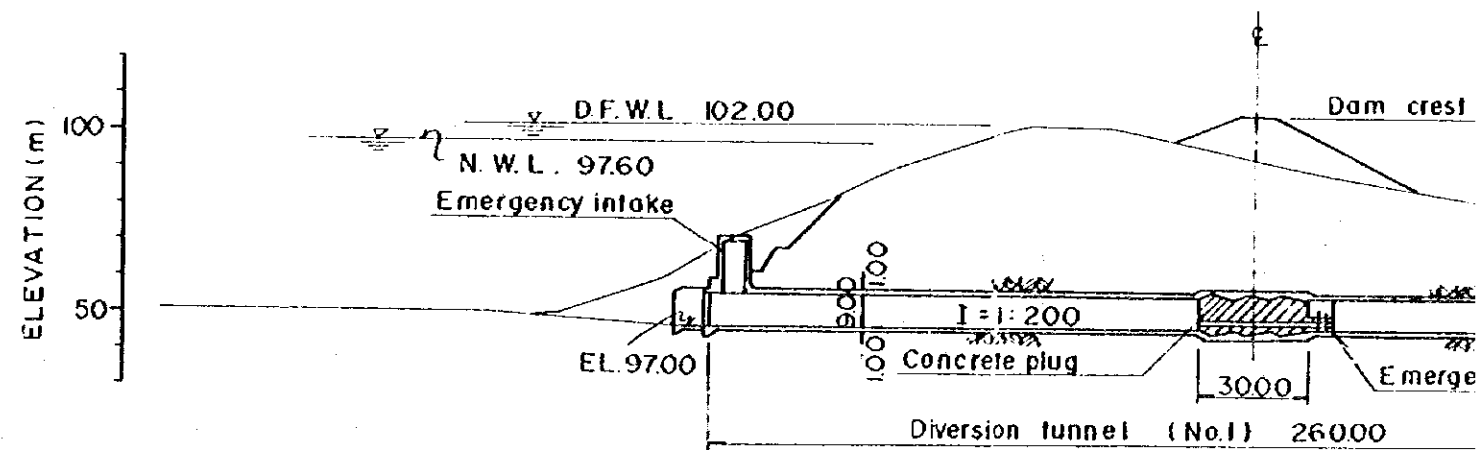 ℄
D.F.W.L 102.00
Dam crest
100
N.W.L. 97.60
Emergency intake
ELEVATION (m)
50
1.00
9.00
1.00
I = 1:200
EL. 97.00
Concrete plug
30.00
Emerge
Diversion tunnel (No.1) 260.00